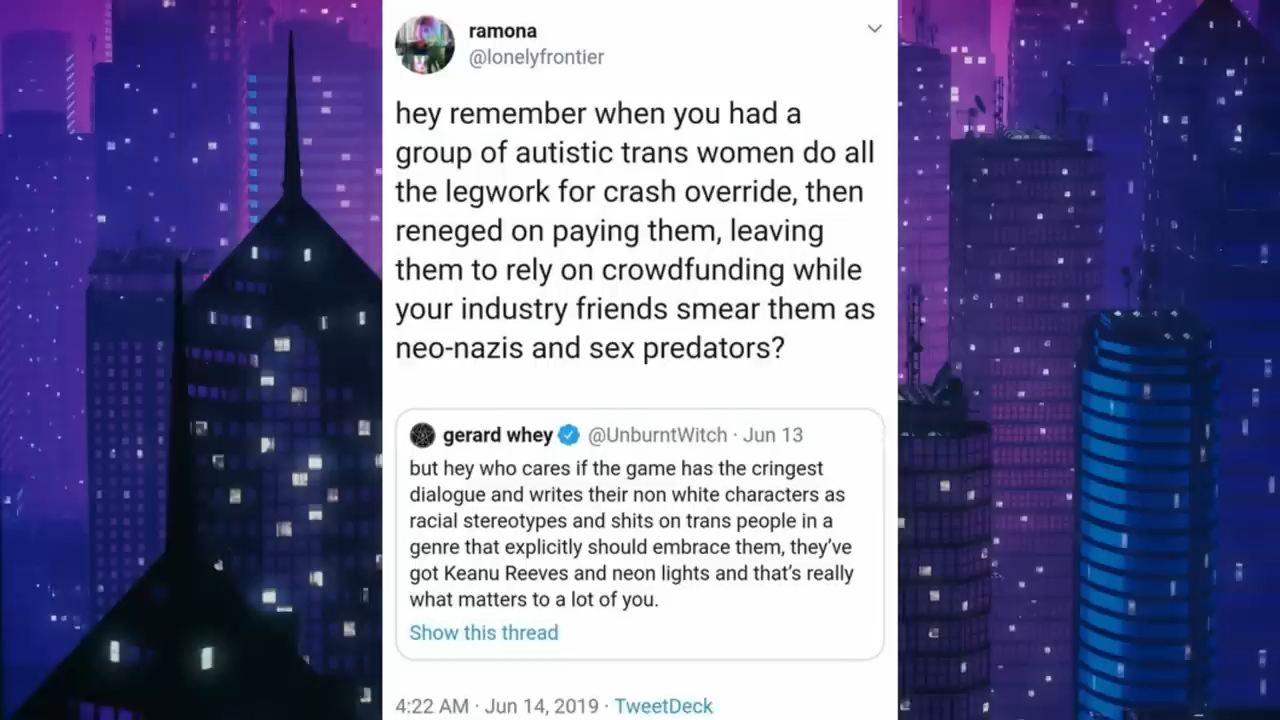 ramona
@lonelyfrontier
hey remember when you had a
group of autistic trans women do all
the legwork for crash override, then
reneged on paying them, leaving
them to rely on crowdfunding while
your industry friends smear them as
neo-nazis and sex predators?
gerard whey @UnburntWitch · Jun 13
but hey who cares if the game has the cringest
dialogue and writes their non white characters as
racial stereotypes and shits on trans people in a
genre that explicitly should embrace them, they've
got Keanu Reeves and neon lights and that's really
what matters to a lot of you.
Show this thread
4:22 AM · Jun 14, 2019 · TweetDeck